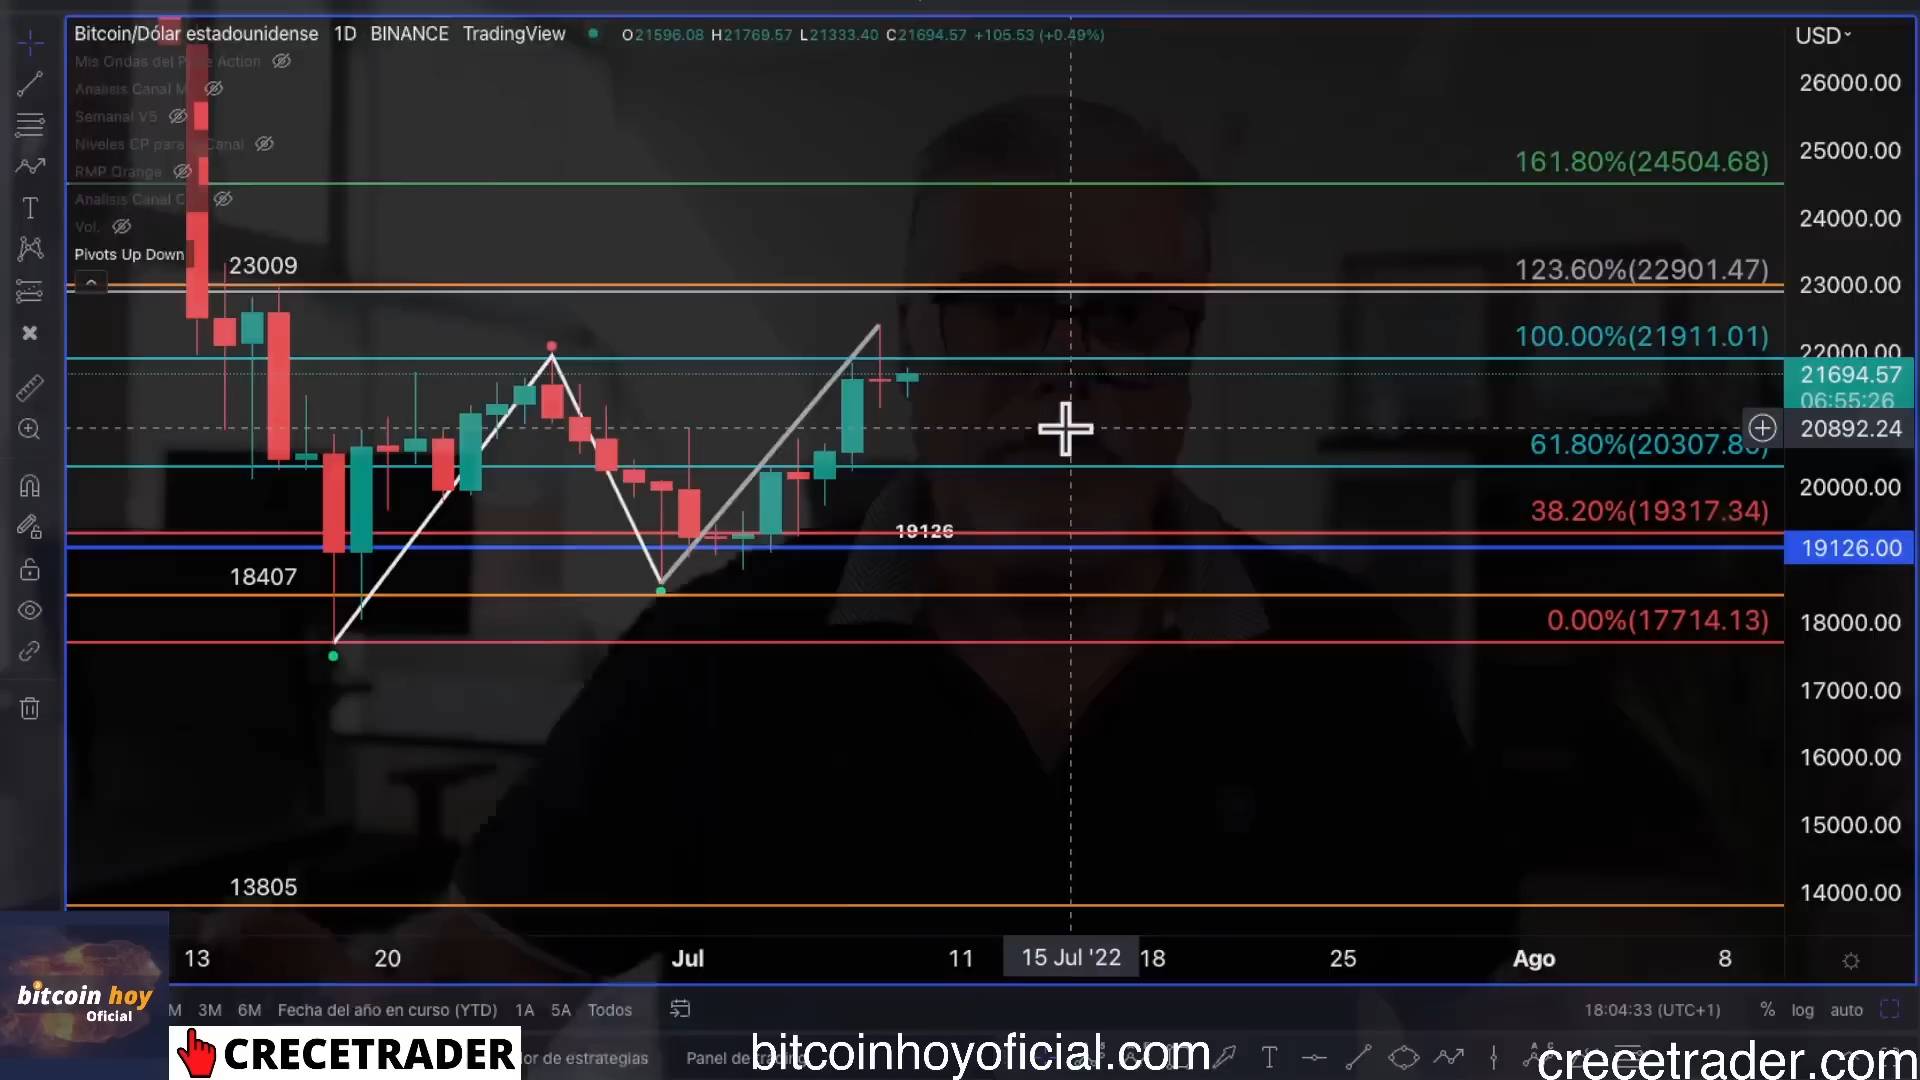 Bitcoin/Dólar estadounidense 1D BINANCE TradingView O21596.08 H21769.57 L21333.40 C21694.57 +105.53 (+0.49%)
USD
Mis Ondas del Price Action
Analisis Canal M
Semanal V5
Niveles CP para Canal
RMP Orange
Analisis Canal C
Vol.
Pivots Up Down
26000.00
25000.00
161.80%(24504.68)
24000.00
23009
123.60%(22901.47)
23000.00
100.00%(21911.01)
22000.00
21694.57
06:55:26
20892.24
61.80%(20307.83)
20000.00
38.20%(19317.34)
19126
19126.00
18407
0.00%(17714.13)
18000.00
17000.00
16000.00
15000.00
13805
14000.00
13 20 Jul 11 15 Jul '22 18 25 Ago 8
M 3M 6M Fecha del año en curso (YTD) 1A 5A Todos
18:04:33 (UTC+1) % log auto
bitcoin hoy
Oficial
CRECETRADER
or de estrategias
Panel de trading
bitcoinhoyoficial.com
crecetrader.com